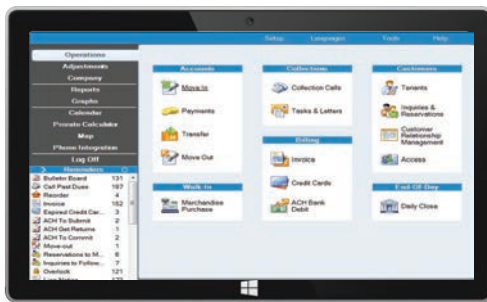 Setup Languages Tools Help
Operations
Adjustments
Company
Reports
Graphs
Calendar
Prorate Calculator
Map
Phone Integration
Log Off
Reminders
Bulletin Board 131
Call Past Dues 197
Reorder 4
Invoice 152
Expired Credit Car... 3
ACH To Submit 2
ACH Get Returns 1
ACH To Commit 2
Move-out 1
Reservations to M... 6
Inquiries to Follow... 7
Overlock 121
Accounts
Move In
Payments
Transfer
Move Out
Walk-In
Merchandise
Purchase
Collections
Collection Calls
Tasks & Letters
Billing
Invoice
Credit Cards
ACH Bank
Debit
Customers
Tenants
Inquiries &
Reservations
Customer
Relationship
Management
Access
End-Of-Day
Daily Close